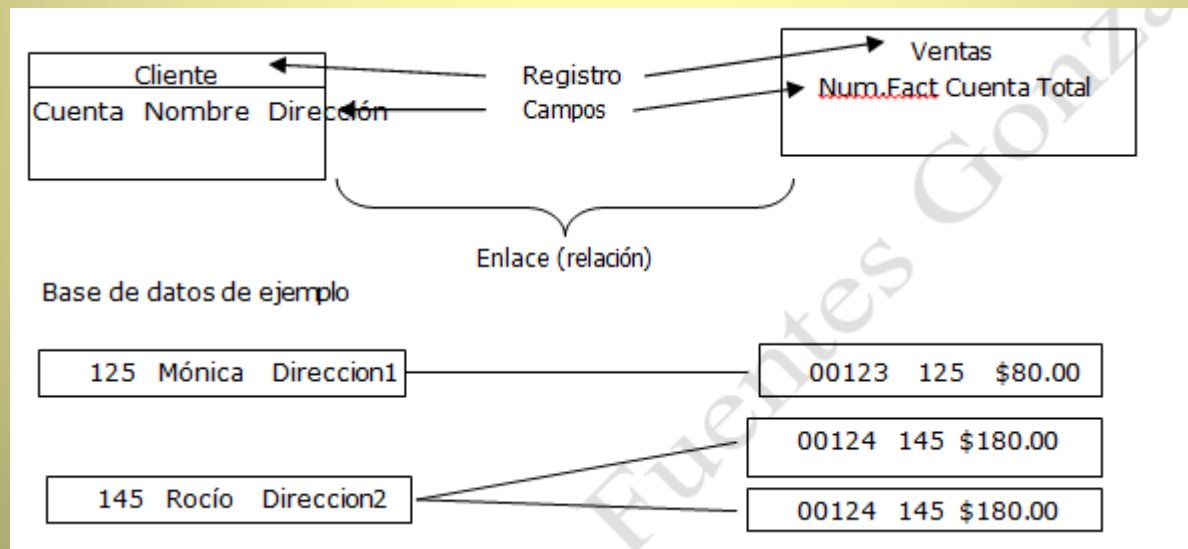 Cliente
Cuenta Nombre Dirección
Registro
Campos
Ventas
Num.Fact Cuenta Total
Enlace (relación)
Base de datos de ejemplo
125 Mónica Direccion1
00123 125 $80.00
00124 145 $180.00
145 Rocío Direccion2
00124 145 $180.00
Fuentes